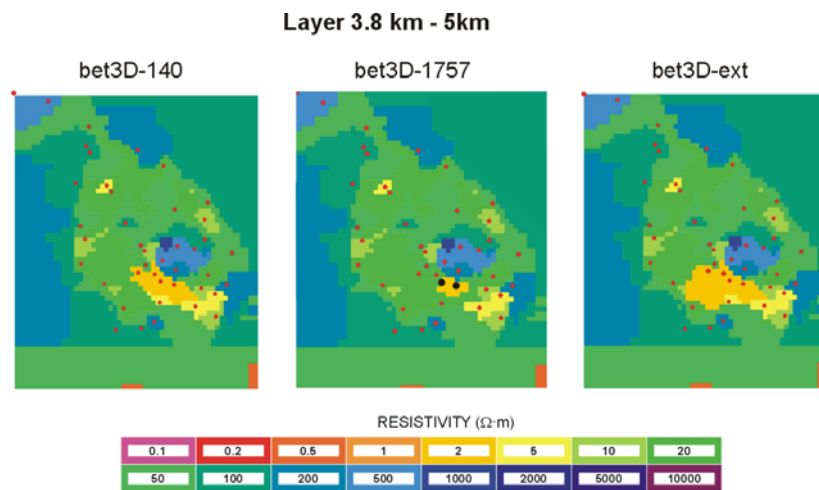 Layer 3.8 km - 5km
bet3D-140 bet3D-1757 bet3D-ext
RESISTIVITY (Ω·m)
0.1 0.2 0.5 1 2 5 10 20
50 100 200 500 1000 2000 5000 10000